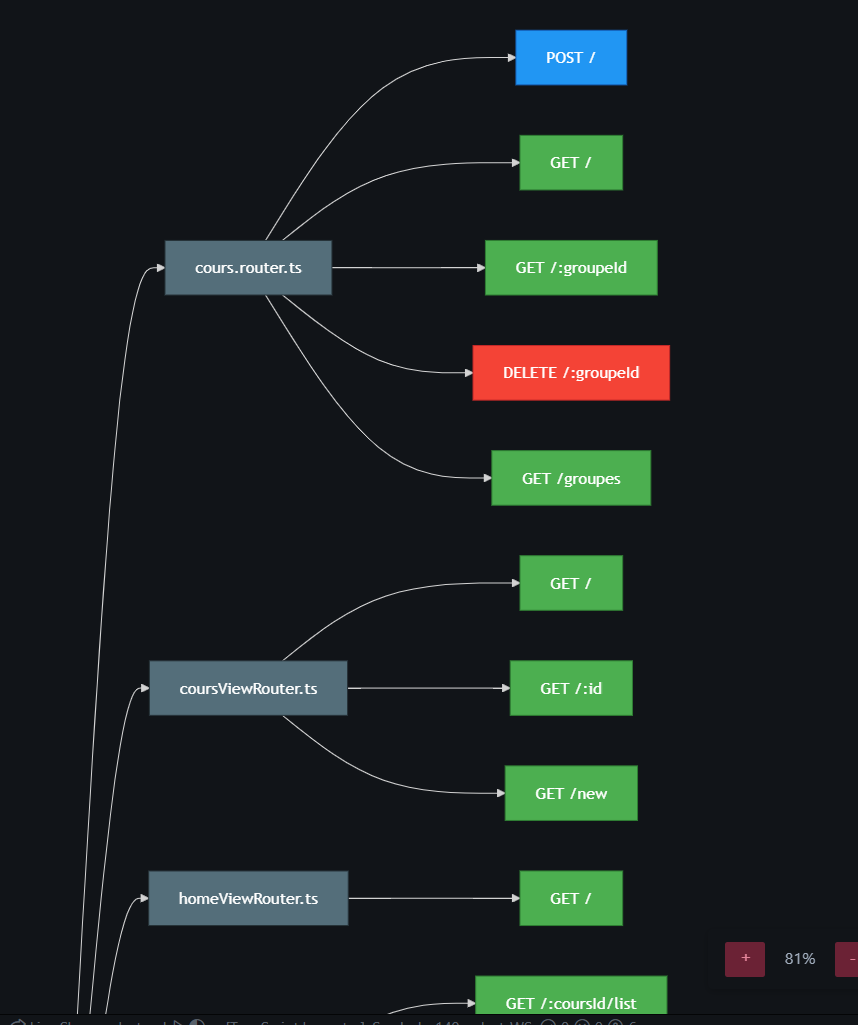 POST /
GET /
cours.router.ts
GET /:groupeId
DELETE /:groupeId
GET /groupes
GET /
coursViewRouter.ts
GET /:id
GET /new
homeViewRouter.ts
GET /
+
81%
-
GET /:coursId/list